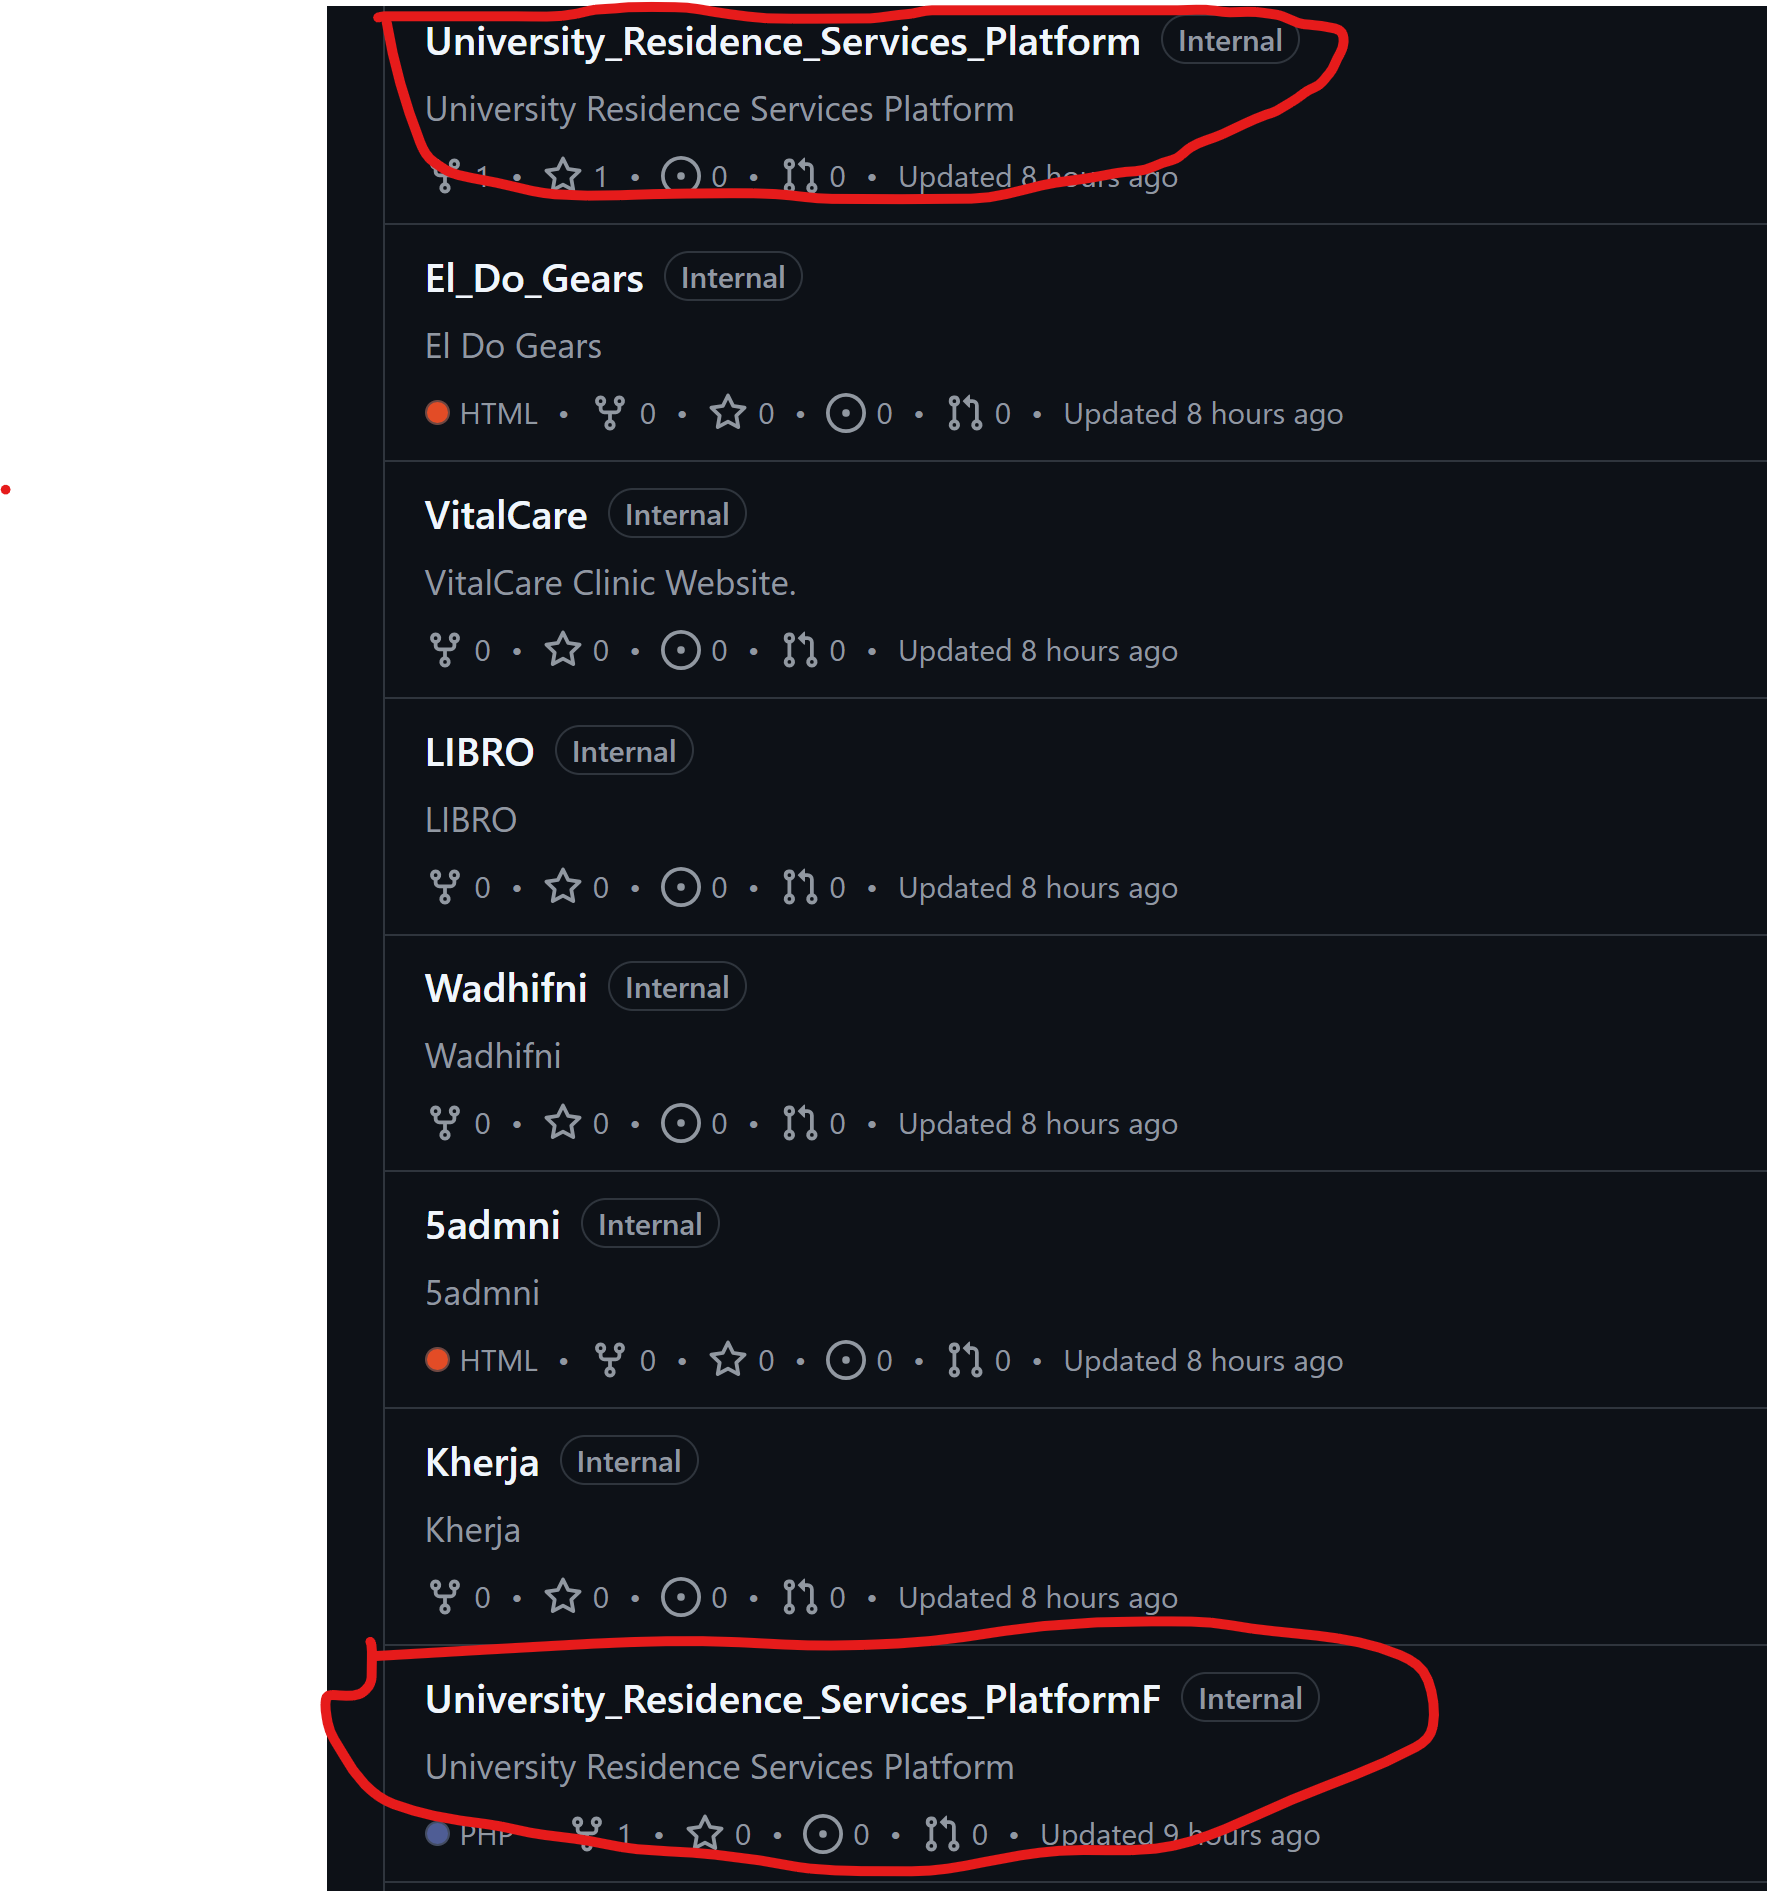 University_Residence_Services_Platform Internal
University Residence Services Platform
1 • 1 • 0 • 0 • Updated 8 hours ago
El_Do_Gears Internal
El Do Gears
HTML • 0 • 0 • 0 • 0 • Updated 8 hours ago
VitalCare Internal
VitalCare Clinic Website.
0 • 0 • 0 • 0 • Updated 8 hours ago
LIBRO Internal
LIBRO
0 • 0 • 0 • 0 • Updated 8 hours ago
Wadhifni Internal
Wadhifni
0 • 0 • 0 • 0 • Updated 8 hours ago
5admni Internal
5admni
HTML • 0 • 0 • 0 • 0 • Updated 8 hours ago
Kherja Internal
Kherja
0 • 0 • 0 • 0 • Updated 8 hours ago
University_Residence_Services_PlatformF Internal
University Residence Services Platform
PHP 1 • 0 • 0 • 0 • Updated 9 hours ago